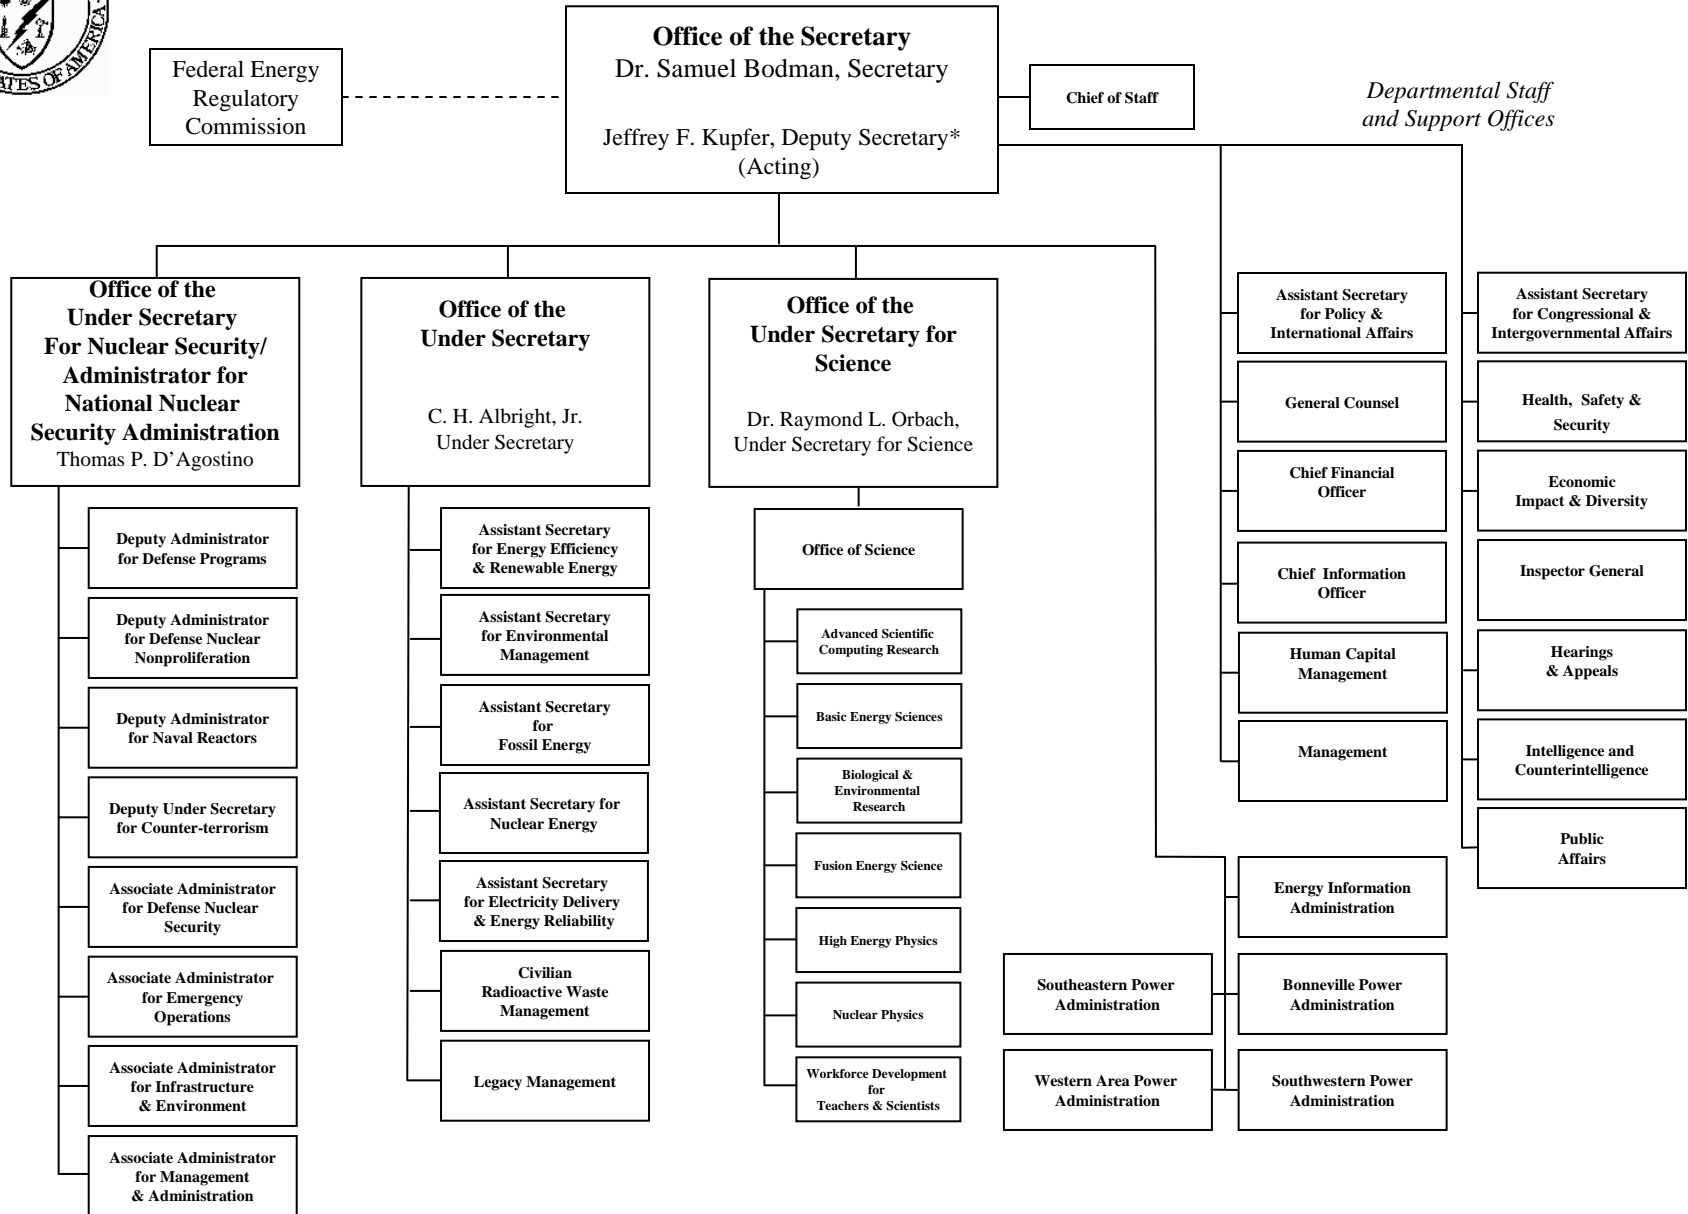 ATES OF AMERICA
Federal Energy
Regulatory
Commission
Office of the Secretary
Dr. Samuel Bodman, Secretary
Jeffrey F. Kupfer, Deputy Secretary*
(Acting)
Chief of Staff
Departmental Staff
and Support Offices
Office of the
Under Secretary
For Nuclear Security/
Administrator for
National Nuclear
Security Administration
Thomas P. D’Agostino
Deputy Administrator
for Defense Programs
Deputy Administrator
for Defense Nuclear
Nonproliferation
Deputy Administrator
for Naval Reactors
Deputy Under Secretary
for Counter-terrorism
Associate Administrator
for Defense Nuclear
Security
Associate Administrator
for Emergency
Operations
Associate Administrator
for Infrastructure
& Environment
Associate Administrator
for Management
& Administration
Office of the
Under Secretary
C. H. Albright, Jr.
Under Secretary
Assistant Secretary
for Energy Efficiency
& Renewable Energy
Assistant Secretary
for Environmental
Management
Assistant Secretary
for
Fossil Energy
Assistant Secretary for
Nuclear Energy
Assistant Secretary
for Electricity Delivery
& Energy Reliability
Civilian
Radioactive Waste
Management
Legacy Management
Office of the
Under Secretary for
Science
Dr. Raymond L. Orbach,
Under Secretary for Science
Office of Science
Advanced Scientific
Computing Research
Basic Energy Sciences
Biological &
Environmental
Research
Fusion Energy Science
High Energy Physics
Nuclear Physics
Workforce Development
for
Teachers & Scientists
Assistant Secretary
for Policy &
International Affairs
General Counsel
Chief Financial
Officer
Chief Information
Officer
Human Capital
Management
Management
Assistant Secretary
for Congressional &
Intergovernmental Affairs
Health, Safety &
Security
Economic
Impact & Diversity
Inspector General
Hearings
& Appeals
Intelligence and
Counterintelligence
Public
Affairs
Energy Information
Administration
Southeastern Power
Administration
Bonneville Power
Administration
Western Area Power
Administration
Southwestern Power
Administration